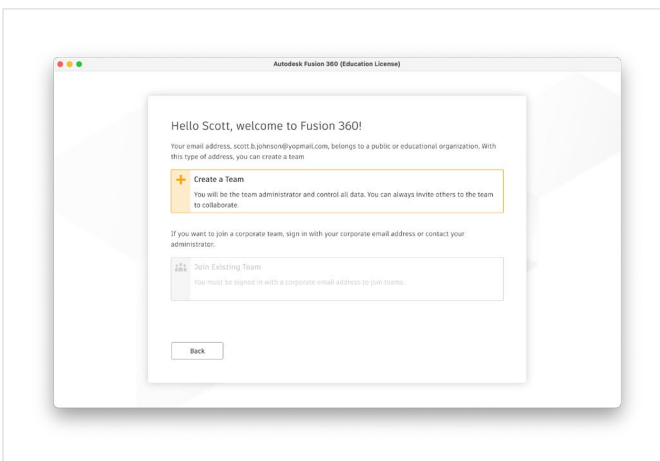 Autodesk Fusion 360 (Education License)
Hello Scott, welcome to Fusion 360!
Your email address, scott.b.johnson@yopmail.com, belongs to a public or educational organization. With
this type of address, you can create a team
Create a Team
You will be the team administrator and control all data. You can always invite others to the team
to collaborate.
If you want to join a corporate team, sign in with your corporate email address or contact your
administrator.
Join Existing Team
You must be signed in with a corporate email address to join teams.
Back